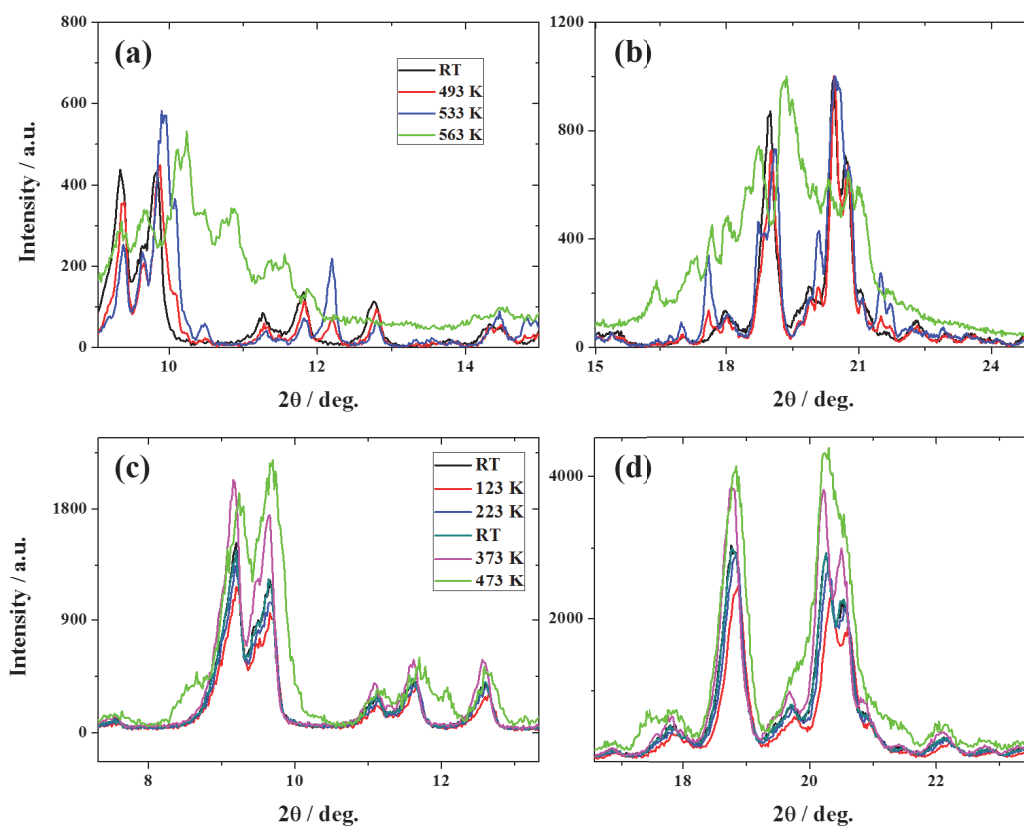 (a)
RT
493 K
533 K
563 K
800
600
400
200
0
10
12
14
2θ / deg.
Intensity / a.u.
(b)
1200
800
400
0
15
18
21
24
2θ / deg.
(c)
RT
123 K
223 K
RT
373 K
473 K
1800
900
0
8
10
12
2θ / deg.
Intensity / a.u.
(d)
4000
2000
18
20
22
2θ / deg.